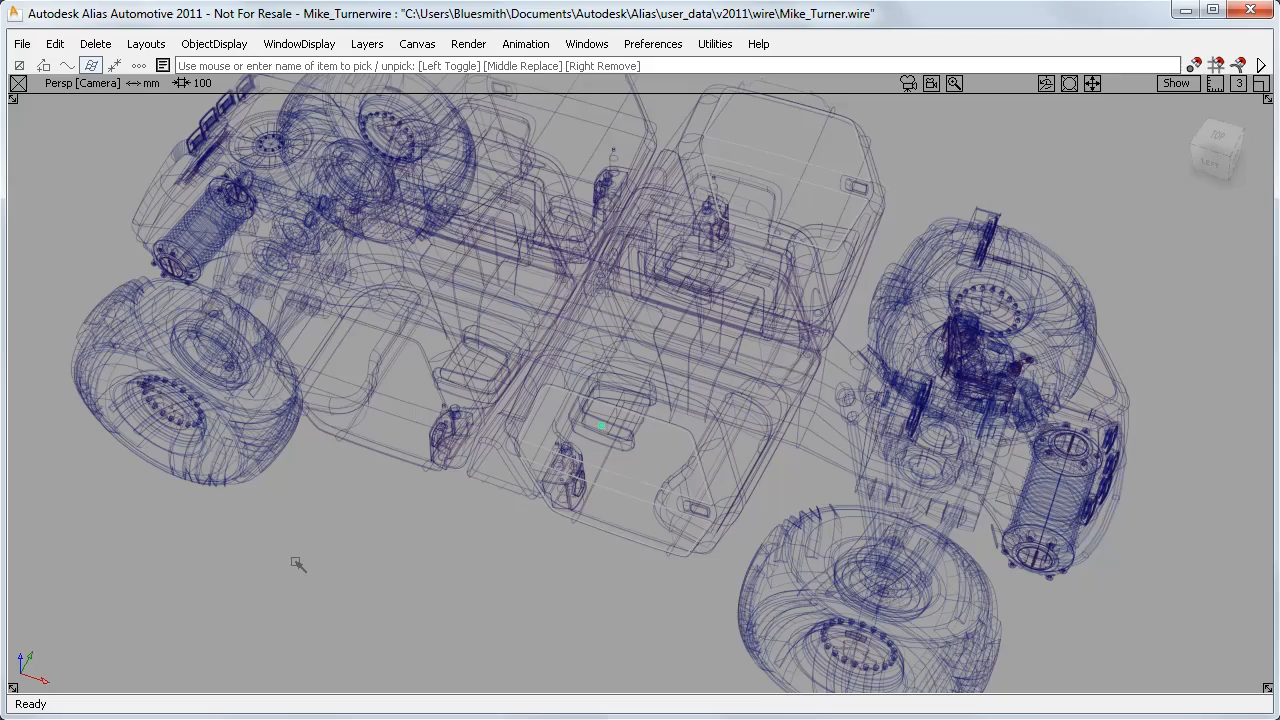 Autodesk Alias Automotive 2011 - Not For Resale - Mike_Turnerwire : "C:\Users\Bluesmith\Documents\Autodesk\Alias\user_data\v2011\wire\Mike_Turner.wire"
File Edit Delete Layouts ObjectDisplay WindowDisplay Layers Canvas Render Animation Windows Preferences Utilities Help
Use mouse or enter name of item to pick / unpick: [Left Toggle] [Middle Replace] [Right Remove]
Persp [Camera] mm 100 Show 3
TOP
LEFT
Ready